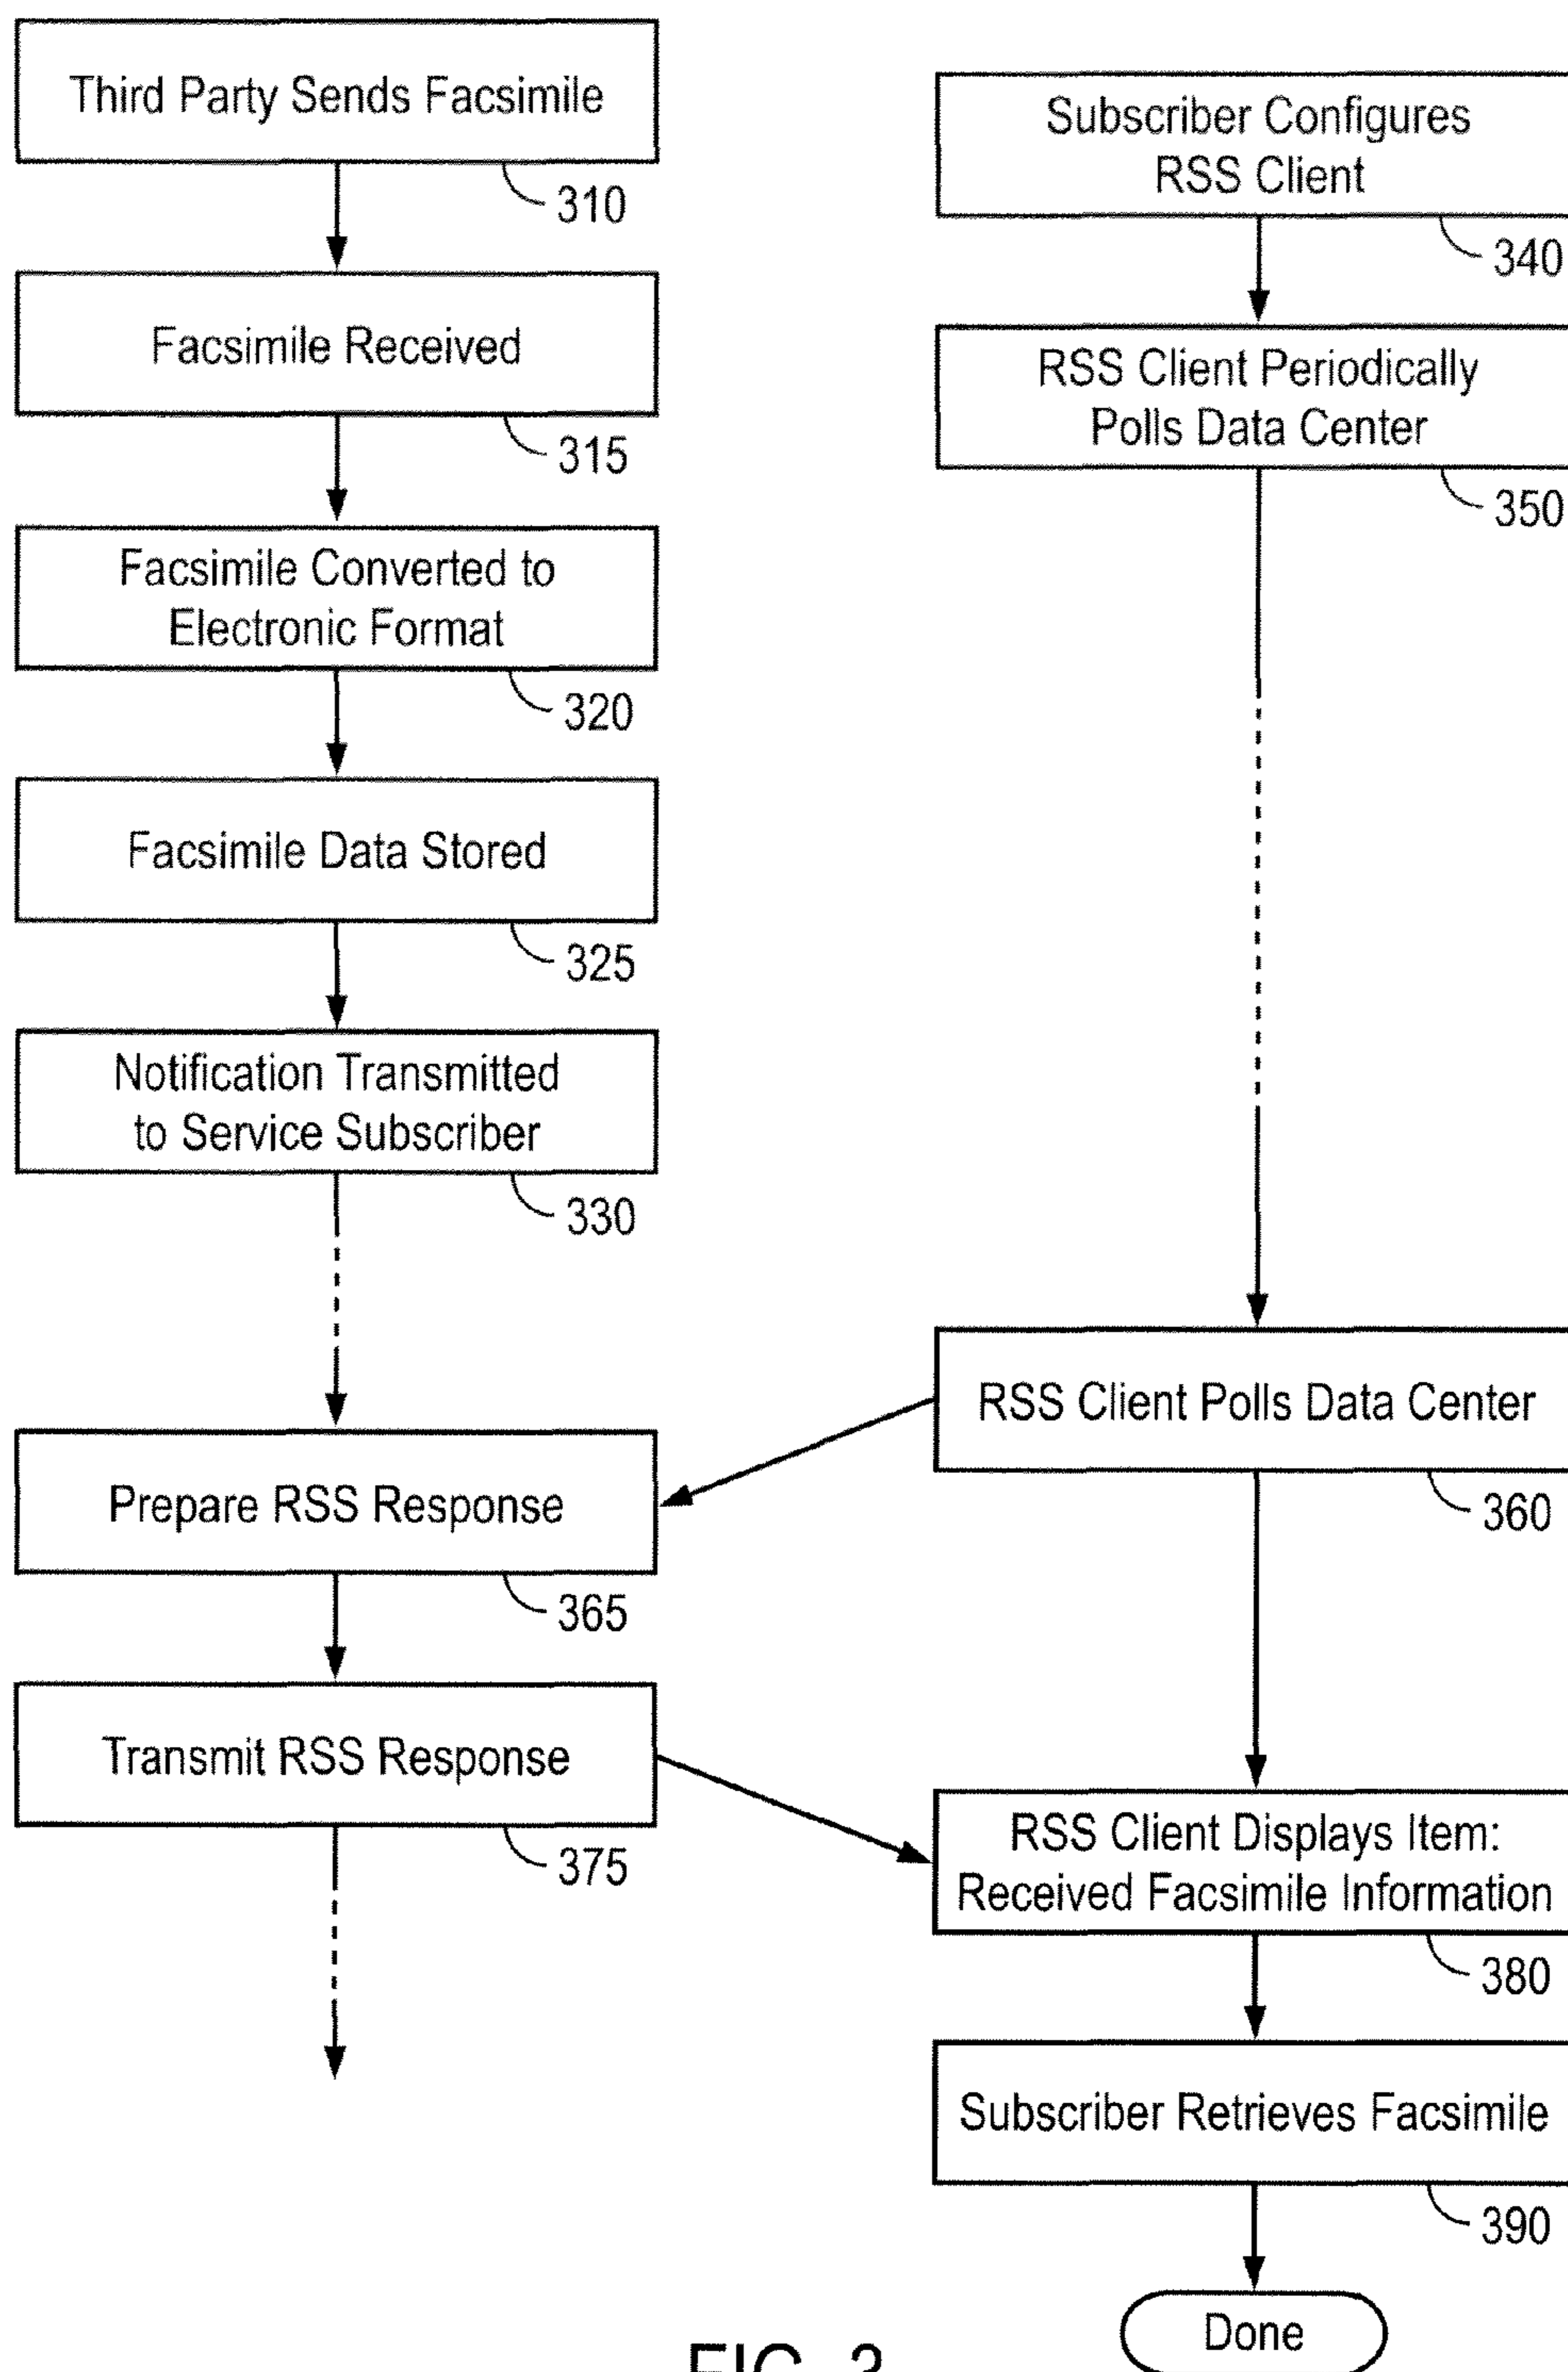 Third Party Sends Facsimile
310
Facsimile Received
315
Facsimile Converted to
Electronic Format
320
Facsimile Data Stored
325
Notification Transmitted
to Service Subscriber
330
Prepare RSS Response
365
Transmit RSS Response
375
Subscriber Configures
RSS Client
340
RSS Client Periodically
Polls Data Center
350
RSS Client Polls Data Center
360
RSS Client Displays Item:
Received Facsimile Information
380
Subscriber Retrieves Facsimile
390
Done
FIG. 3